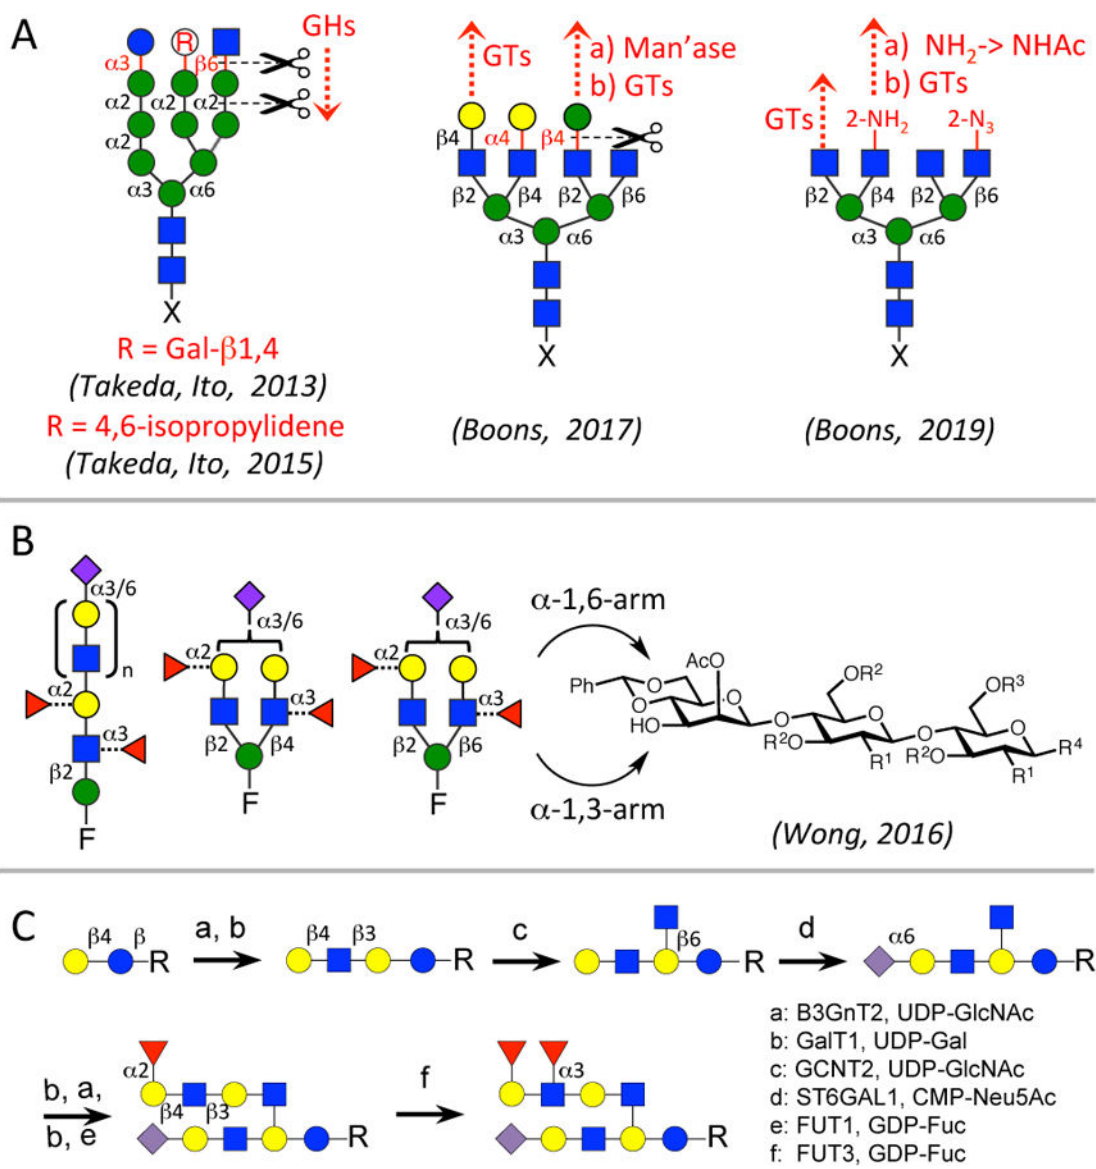 A
GHs
R
α3
β6
α2
α2
α2
α2
α3
α6
X
R = Gal-β1,4
(Takeda, Ito, 2013)
R = 4,6-isopropylidene
(Takeda, Ito, 2015)
GTs
a) Man'ase
b) GTs
β4
α4
β4
β2
β4
β2
β6
α3
α6
X
(Boons, 2017)
a) NH2-> NHAc
b) GTs
GTs
2-NH2
2-N3
β2
β4
β2
β6
α3
α6
X
(Boons, 2019)
B
α3/6
n
α2
α3
β2
F
α3/6
α2
α3
β2
β4
F
α3/6
α2
α3
β2
β6
F
α-1,6-arm
α-1,3-arm
AcO
Ph
O
O
O
HO
O
OR2
O
R2O
R1
O
OR3
O
R2O
R1
R4
(Wong, 2016)
C
β4 β
R
a, b
β4 β3
R
c
β6
R
d
α6
R
b, a,
b, e
α2
β4 β3
R
f
α3
R
a: B3GnT2, UDP-GlcNAc
b: GalT1, UDP-Gal
c: GCNT2, UDP-GlcNAc
d: ST6GAL1, CMP-Neu5Ac
e: FUT1, GDP-Fuc
f: FUT3, GDP-Fuc